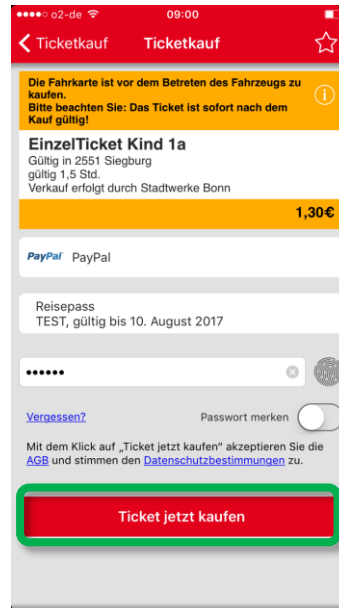 o2-de 09:00
Ticketkauf Ticketkauf
Die Fahrkarte ist vor dem Betreten des Fahrzeugs zu
kaufen.
Bitte beachten Sie: Das Ticket ist sofort nach dem
Kauf gültig!
EinzelTicket Kind 1a
Gültig in 2551 Siegburg
gültig 1,5 Std.
Verkauf erfolgt durch Stadtwerke Bonn
1,30€
PayPal PayPal
Reisepass
TEST, gültig bis 10. August 2017
••••••
Vergessen? Passwort merken
Mit dem Klick auf „Ticket jetzt kaufen" akzeptieren Sie die
AGB und stimmen den Datenschutzbestimmungen zu.
Ticket jetzt kaufen